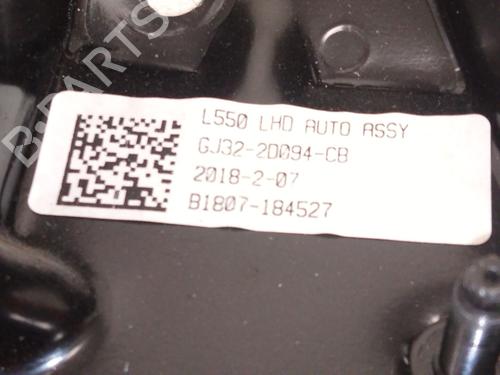 L550 LHD AUTO ASSY
GJ32-2D094-CB
2018-2-07
B1807-184527
B-PARTS